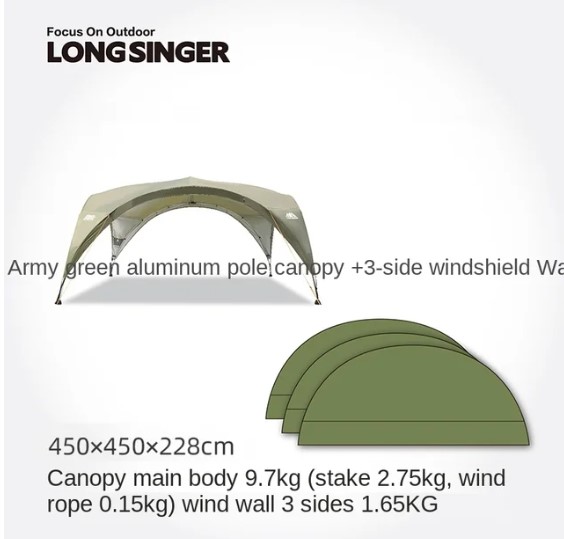 Focus On Outdoor
LONGSINGER
Army green aluminum pole canopy +3-side windshield
450×450×228cm
Canopy main body 9.7kg (stake 2.75kg, wind
rope 0.15kg) wind wall 3 sides 1.65KG